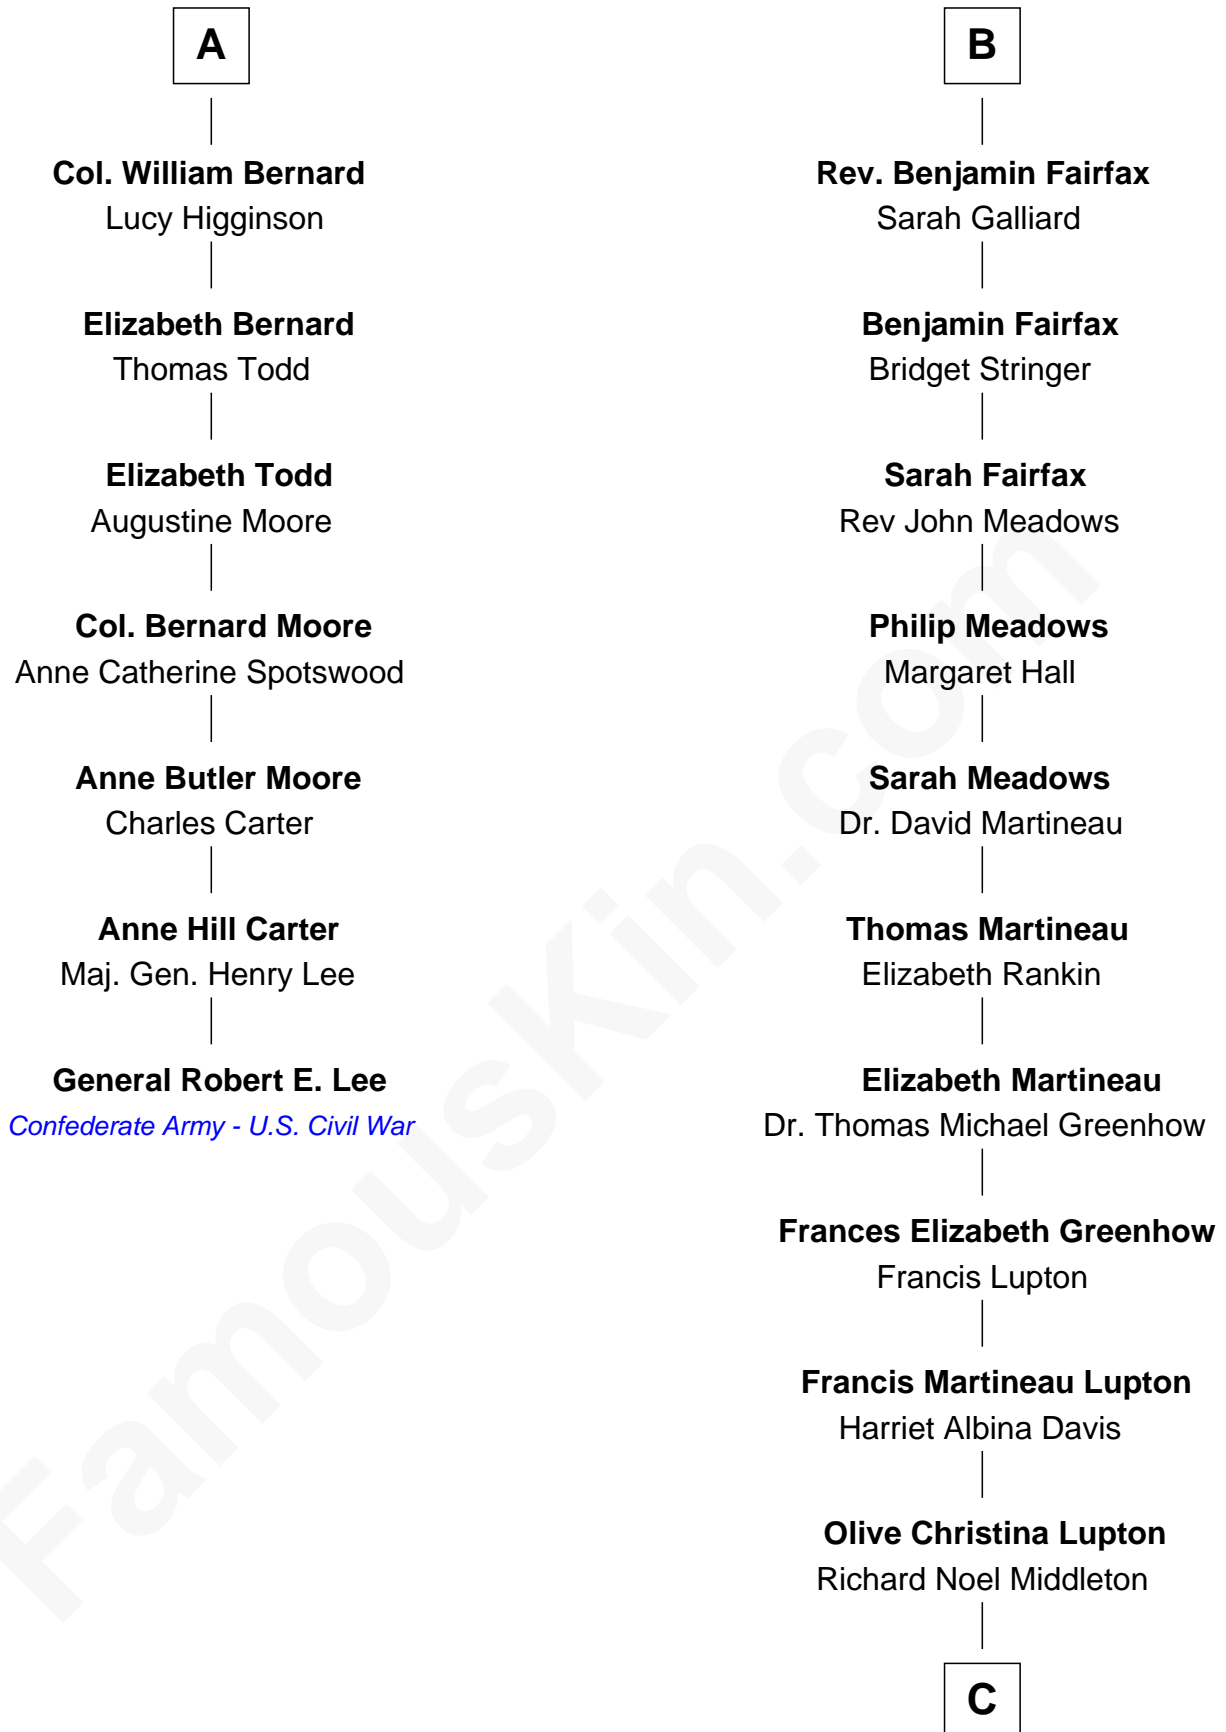 A
Col. William Bernard
Lucy Higginson
Elizabeth Bernard
Thomas Todd
Elizabeth Todd
Augustine Moore
Col. Bernard Moore
Anne Catherine Spotswood
Anne Butler Moore
Charles Carter
Anne Hill Carter
Maj. Gen. Henry Lee
General Robert E. Lee
Confederate Army - U.S. Civil War
B
Rev. Benjamin Fairfax
Sarah Galliard
Benjamin Fairfax
Bridget Stringer
Sarah Fairfax
Rev John Meadows
Philip Meadows
Margaret Hall
Sarah Meadows
Dr. David Martineau
Thomas Martineau
Elizabeth Rankin
Elizabeth Martineau
Dr. Thomas Michael Greenhow
Frances Elizabeth Greenhow
Francis Lupton
Francis Martineau Lupton
Harriet Albina Davis
Olive Christina Lupton
Richard Noel Middleton
C
FamousKin.com